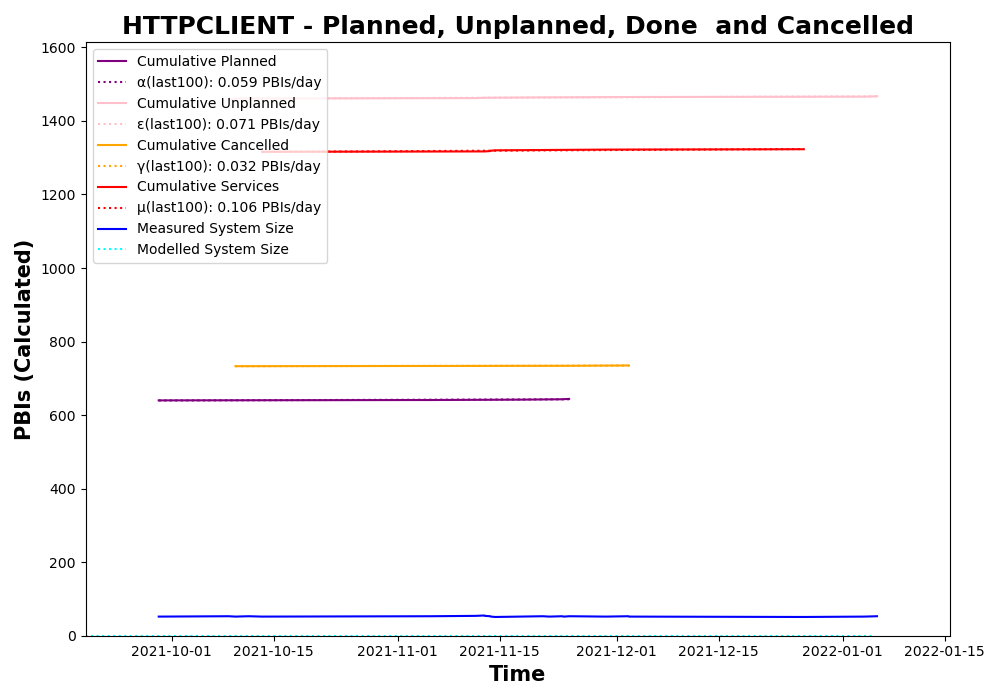 HTTPCLIENT - Planned, Unplanned, Done  and Cancelled
PBIs (Calculated)
1600
1400
1200
1000
800
600
400
200
0
Cumulative Planned
α(last100): 0.059 PBIs/day
Cumulative Unplanned
ε(last100): 0.071 PBIs/day
Cumulative Cancelled
γ(last100): 0.032 PBIs/day
Cumulative Services
μ(last100): 0.106 PBIs/day
Measured System Size
Modelled System Size
2021-10-01 2021-10-15 2021-11-01 2021-11-15 2021-12-01 2021-12-15 2022-01-01 2022-01-15
Time